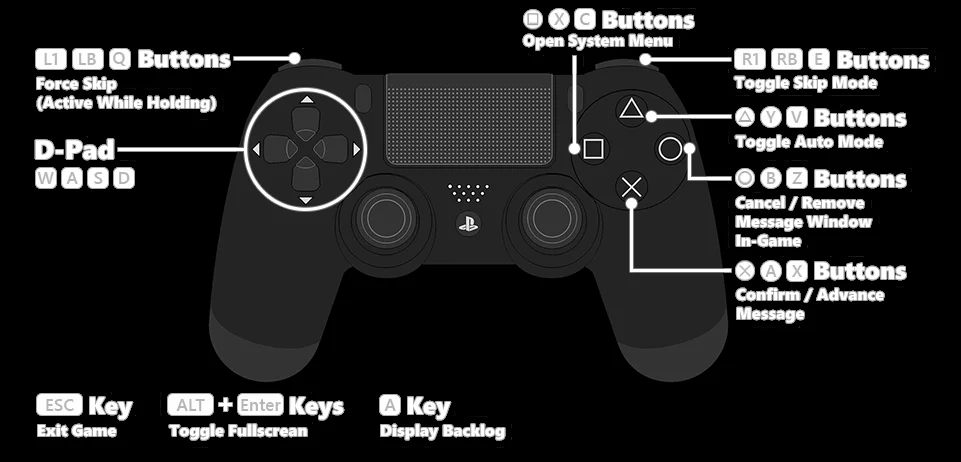 □ X C Buttons
Open System Menu
L1 LB Q Buttons
Force Skip
(Active While Holding)
D-Pad
W A S D
R1 RB E Buttons
Toggle Skip Mode
△ Y V Buttons
Toggle Auto Mode
○ B Z Buttons
Cancel / Remove
Message Window
In-Game
✕ A X Buttons
Confirm / Advance
Message
ESC Key
Exit Game
ALT + Enter Keys
Toggle Fullscrean
A Key
Display Backlog